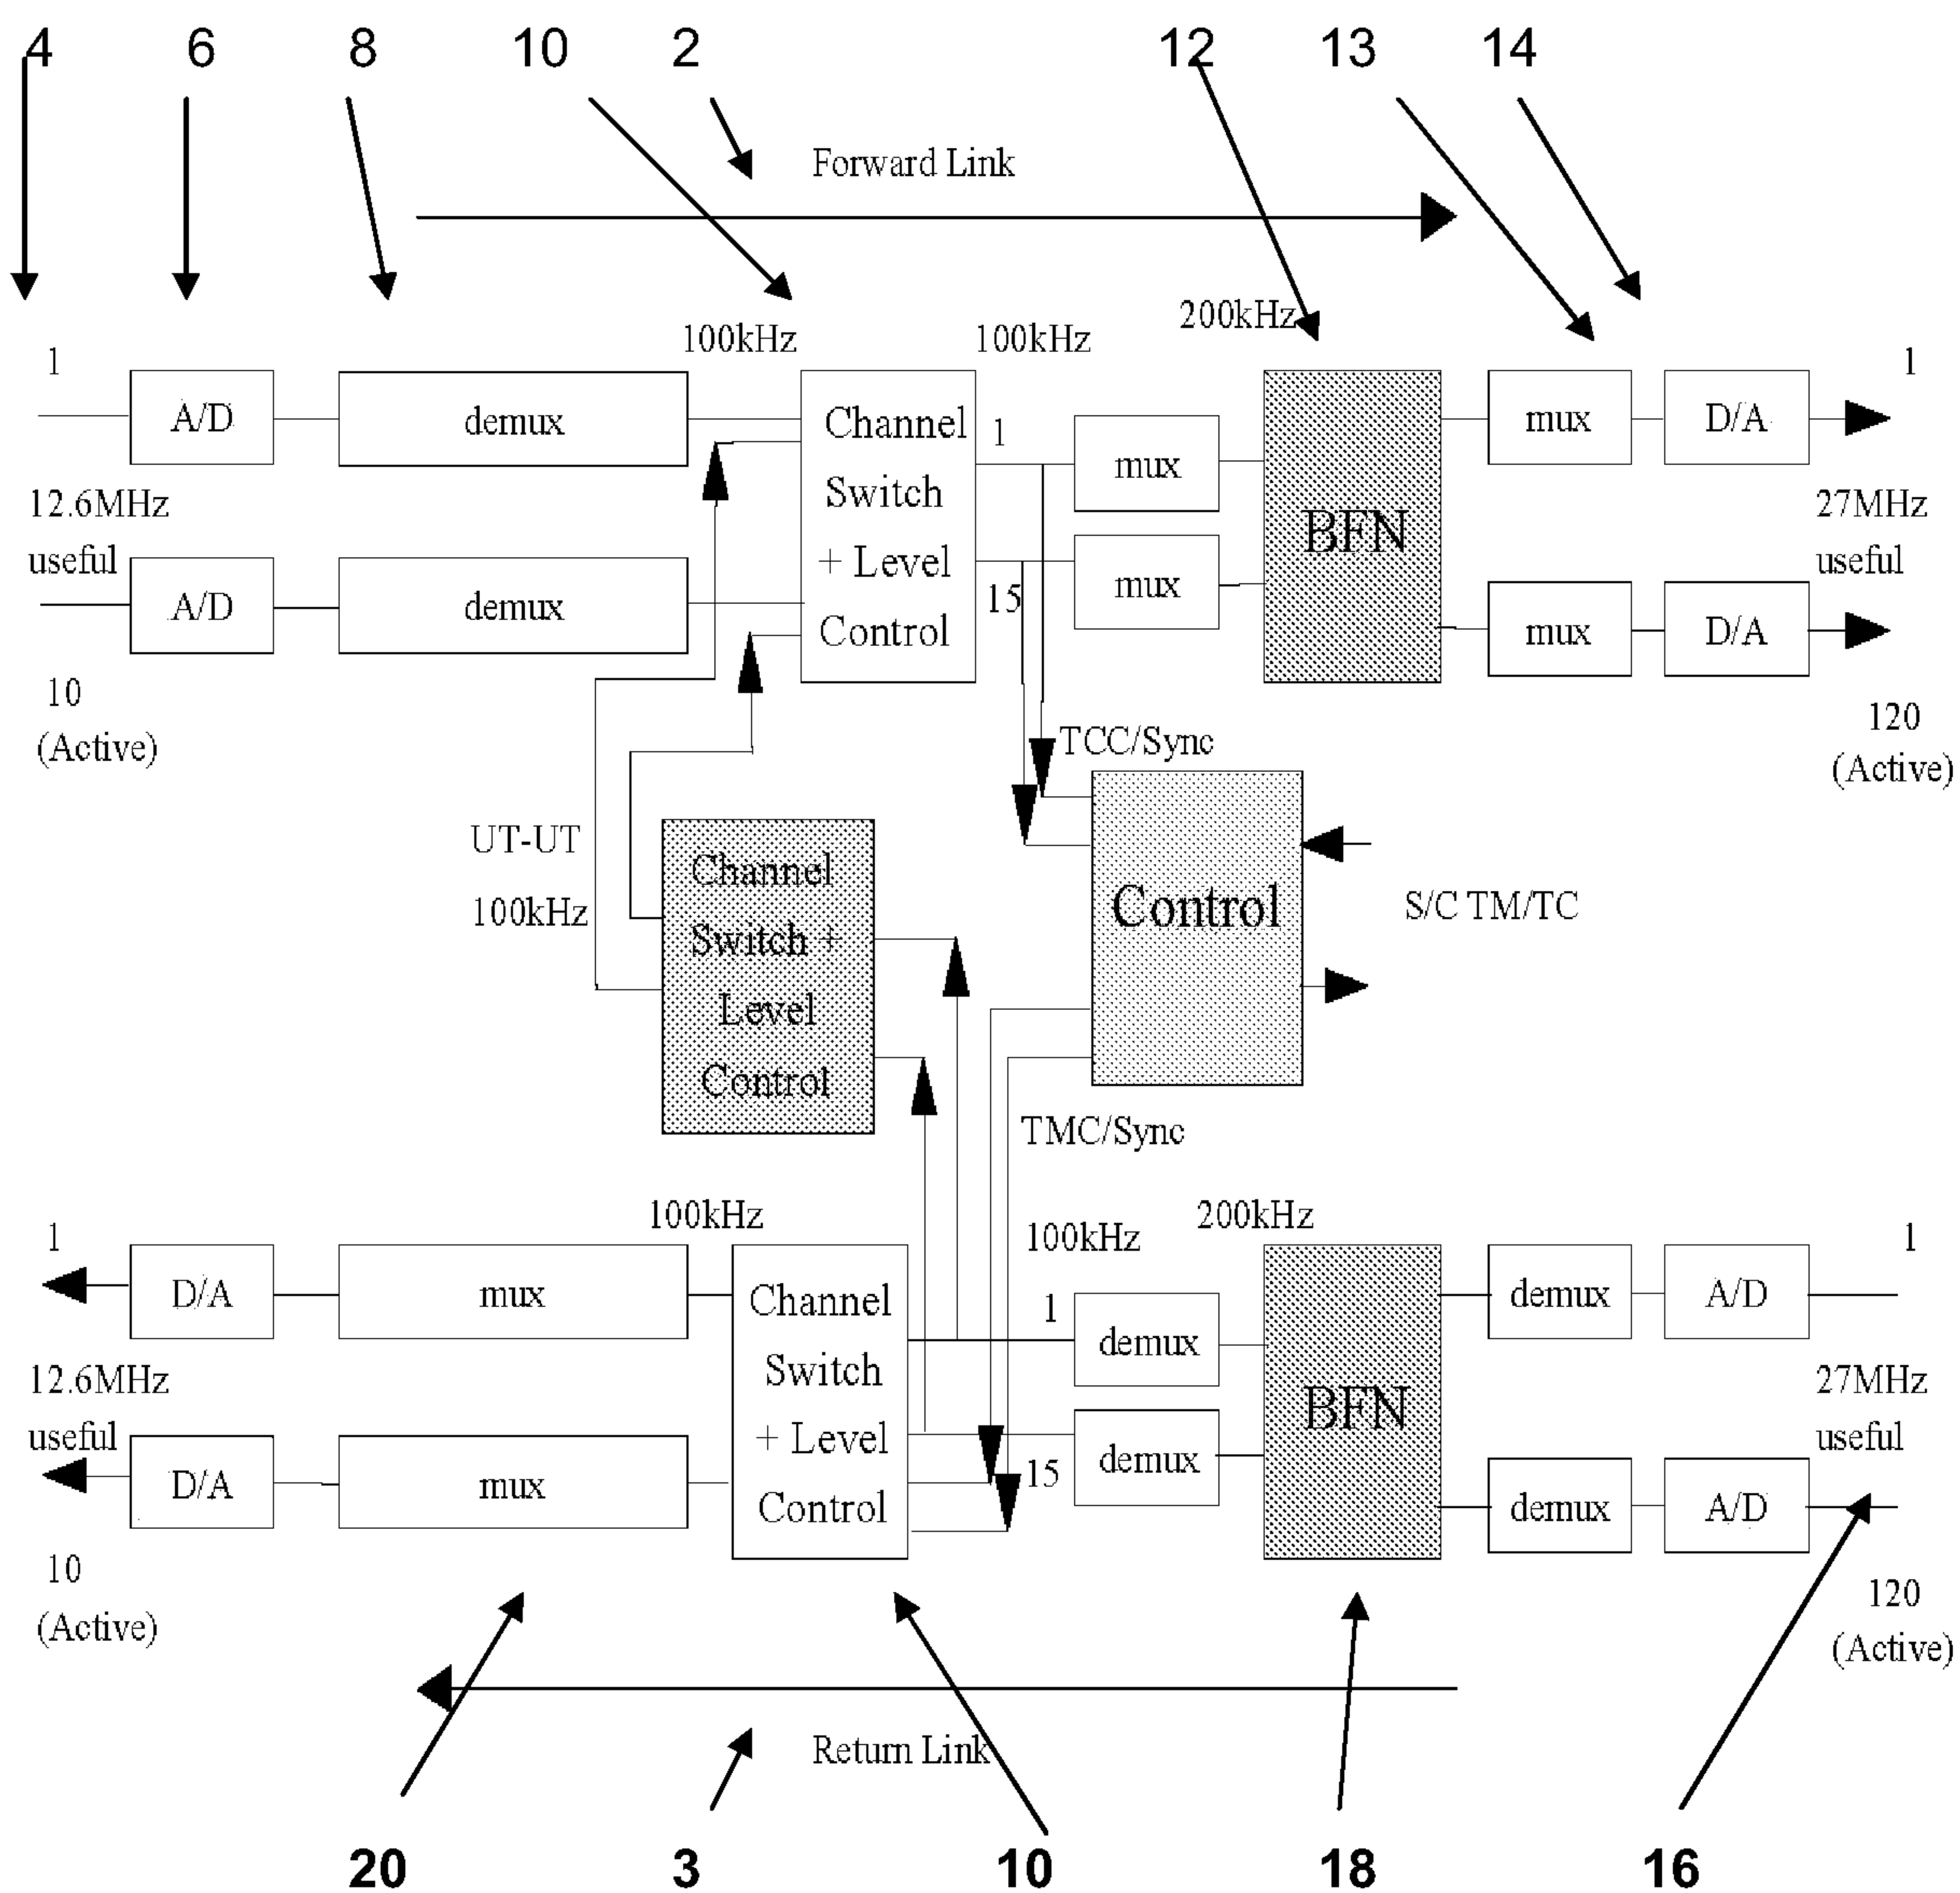 4 6 8 10 2 12 13 14
Forward Link
200kHz
100kHz 100kHz
1 1
A/D demux Channel 1 mux BFN mux D/A
Switch mux
12.6MHz 27MHz
useful useful
A/D demux + Level 15 mux D/A
Control
10 120
(Active) (Active)
TCC/Sync
UT-UT
100kHz
Channel
Switch +
Level
Control
Control
S/C TM/TC
TMC/Sync
100kHz 100kHz 200kHz
1 1
D/A mux Channel 1 demux BFN demux A/D
Switch demux
12.6MHz 27MHz
useful useful
D/A mux + Level 15 demux A/D
Control
10 120
(Active) (Active)
Return Link
20 3 10 18 16